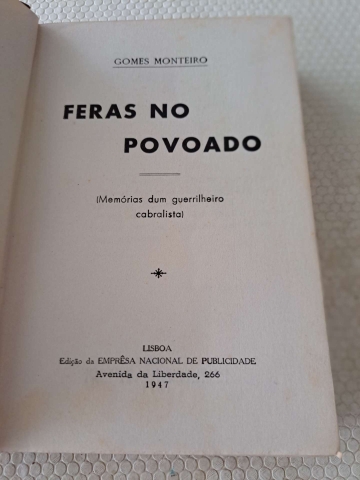 GOMES MONTEIRO
FERAS NO
POVOADO
(Memórias dum guerrilheiro
cabralista)
LISBOA
Edição da EMPRÊSA NACIONAL DE PUBLICIDADE
Avenida da Liberdade, 266
1947